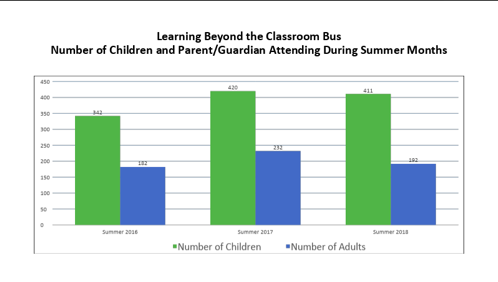 Learning Beyond the Classroom Bus
Number of Children and Parent/Guardian Attending During Summer Months
450
400
350
300
250
200
150
100
50
0
342
182
420
232
411
192
Summer 2016
Summer 2017
Summer 2018
Number of Children
Number of Adults